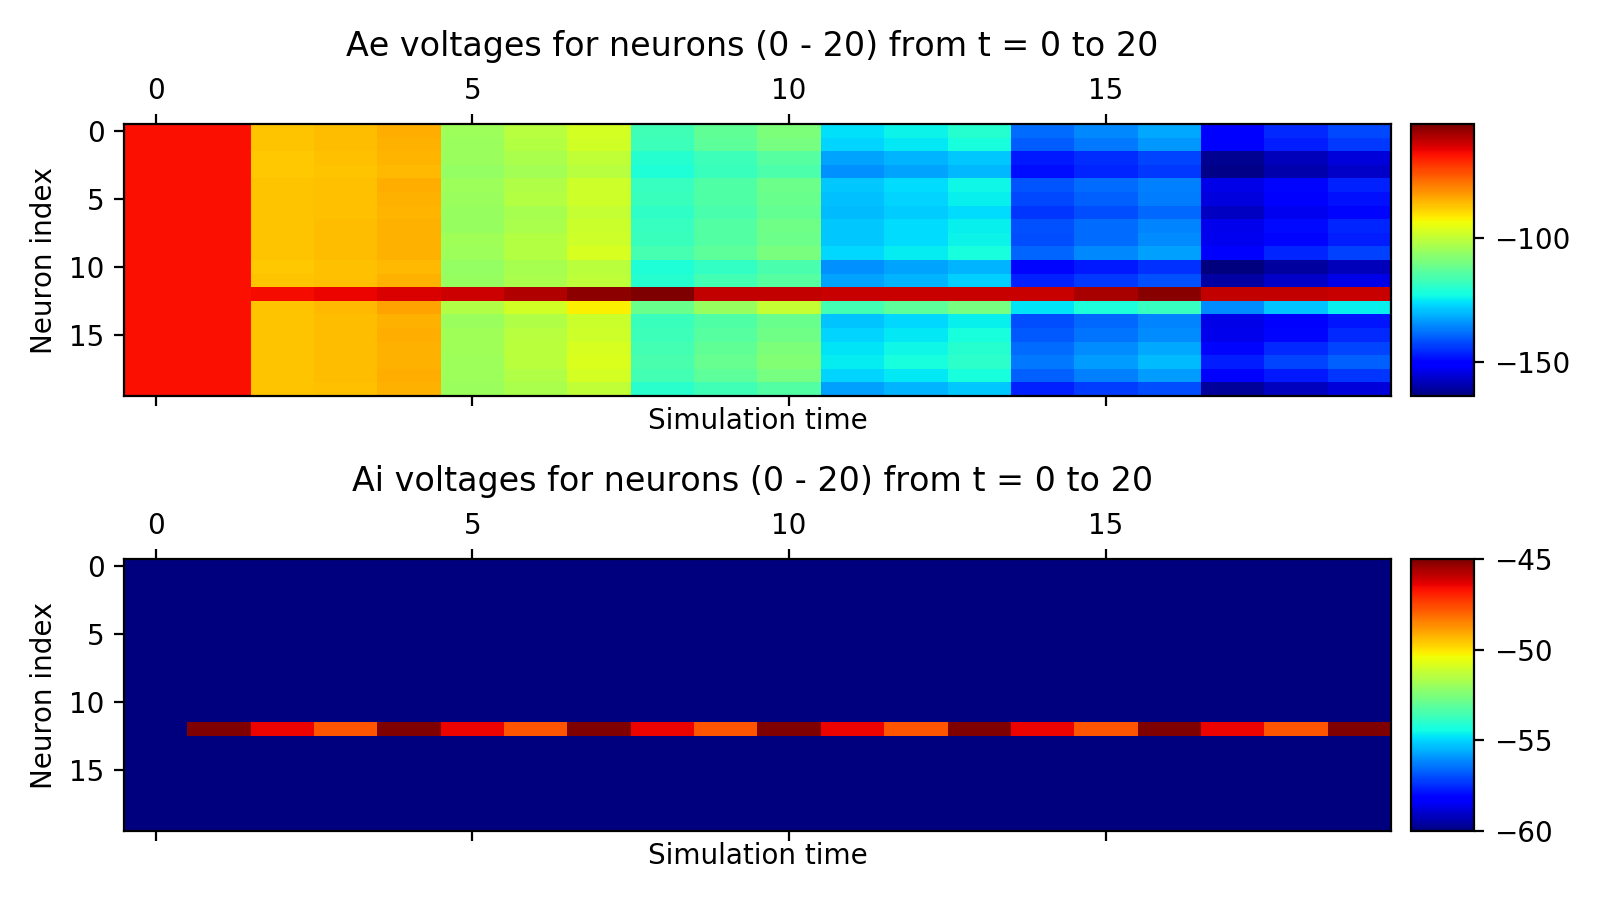 Ae voltages for neurons (0 - 20) from t = 0 to 20
0 5 10 15
Neuron index
0
5
10
15
−100
−150
Simulation time
Ai voltages for neurons (0 - 20) from t = 0 to 20
0 5 10 15
Neuron index
0
5
10
15
−45
−50
−55
−60
Simulation time